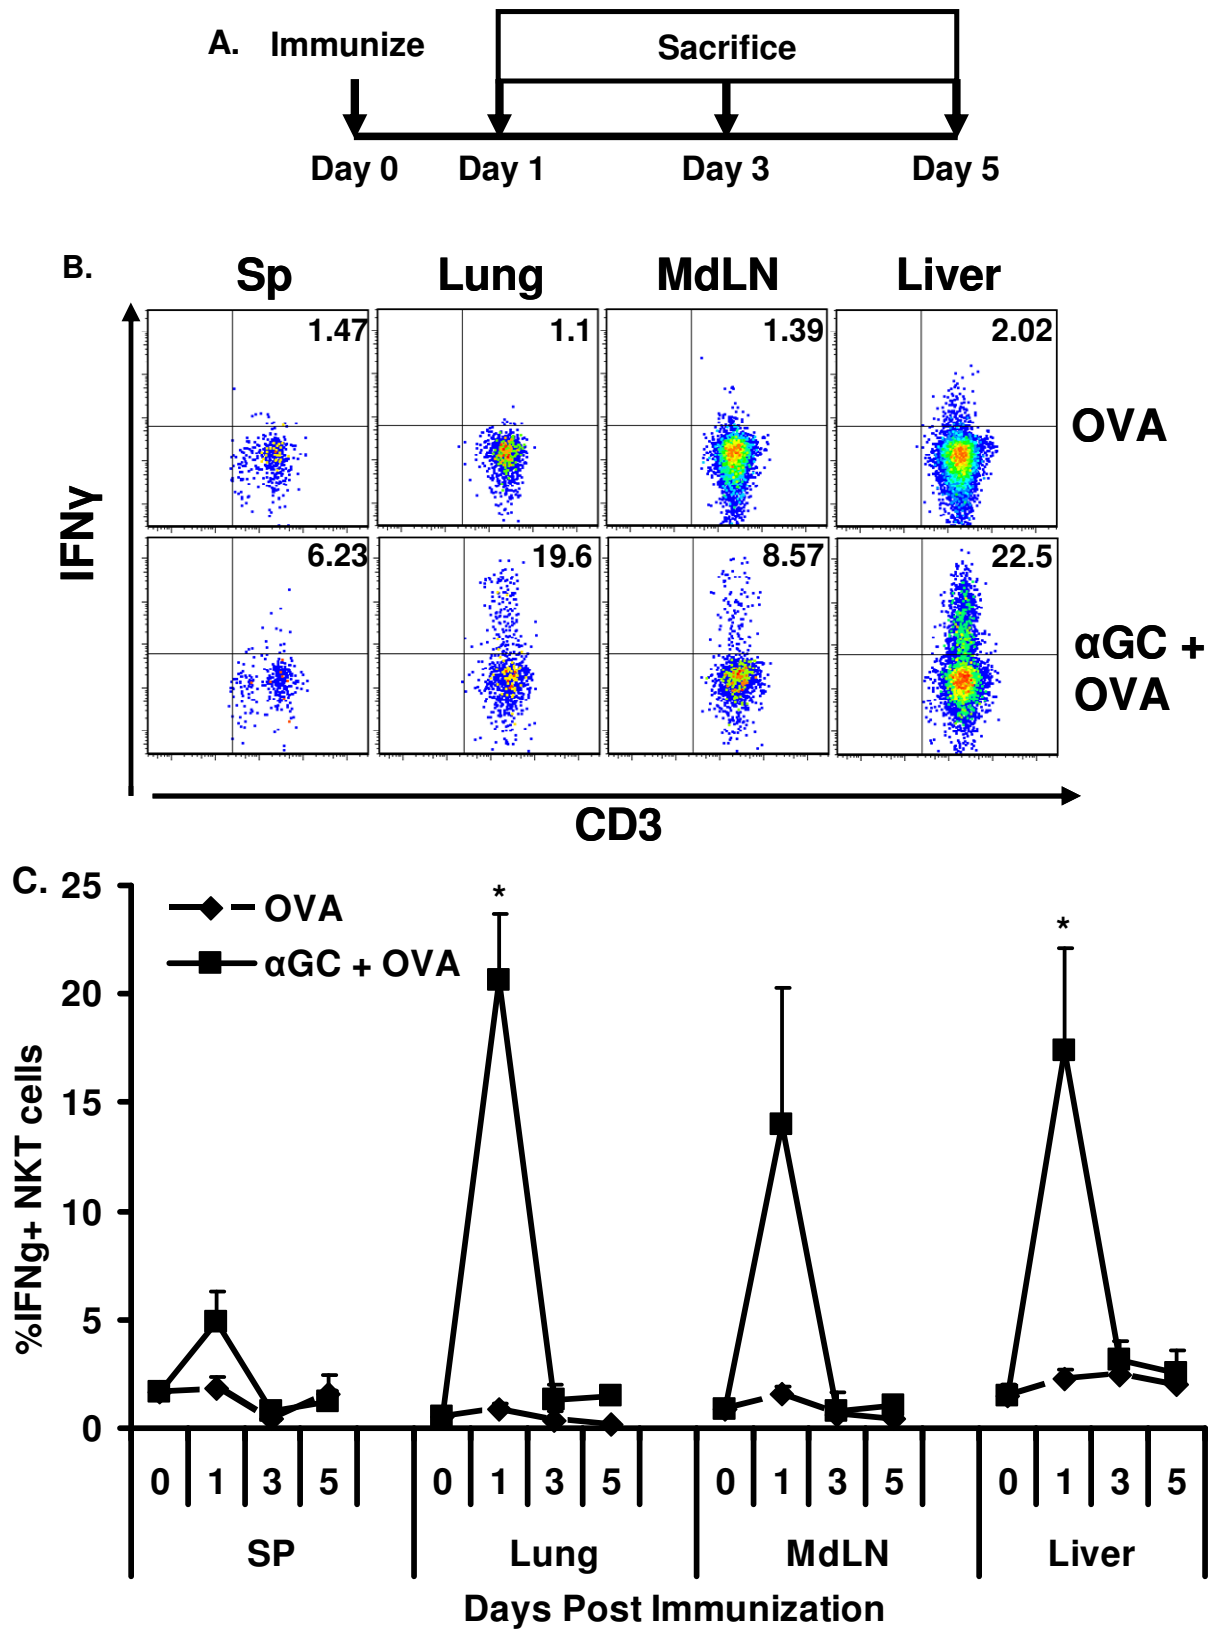 A. Immunize Sacrifice
Day 0 Day 1 Day 3 Day 5
B. Sp Lung MdLN Liver
1.47 1.1 1.39 2.02
OVA
IFNγ
6.23 19.6 8.57 22.5
αGC +
OVA
CD3
C.
25
20
15
10
5
0
%IFNg+ NKT cells
OVA
αGC + OVA
* *
0 1 3 5 0 1 3 5 0 1 3 5 0 1 3 5
SP Lung MdLN Liver
Days Post Immunization